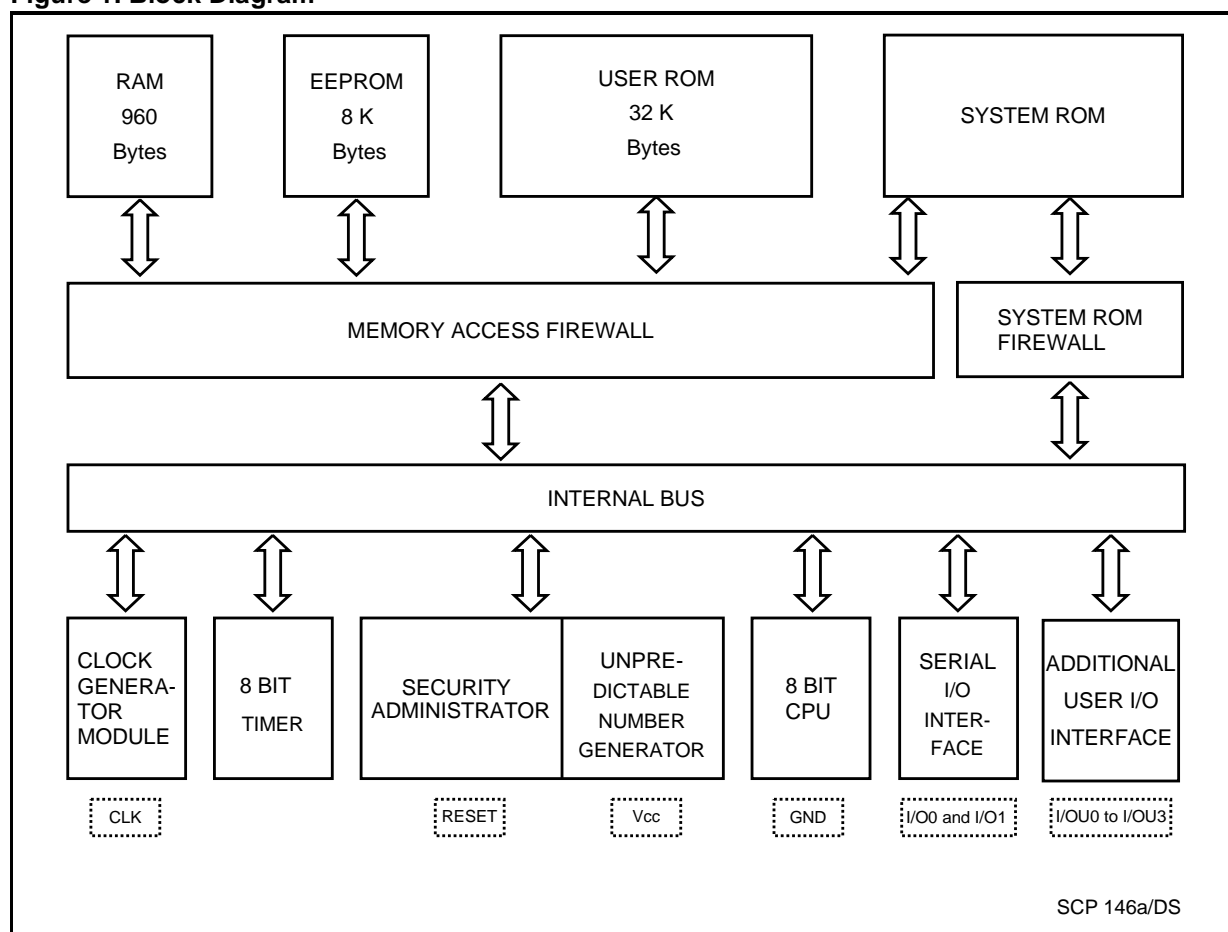 Figure 1. Block Diagram
RAM
960
Bytes
EEPROM
8 K
Bytes
USER ROM
32 K
Bytes
SYSTEM ROM
MEMORY ACCESS FIREWALL
SYSTEM ROM
FIREWALL
INTERNAL BUS
CLOCK
GENERA-
TOR
MODULE
8 BIT
TIMER
SECURITY
ADMINISTRATOR
UNPRE-
DICTABLE
NUMBER
GENERATOR
8 BIT
CPU
SERIAL
I/O
INTER-
FACE
ADDITIONAL
USER I/O
INTERFACE
CLK
RESET
Vcc
GND
I/O0 and I/O1
I/OU0 to I/OU3
SCP 146a/DS